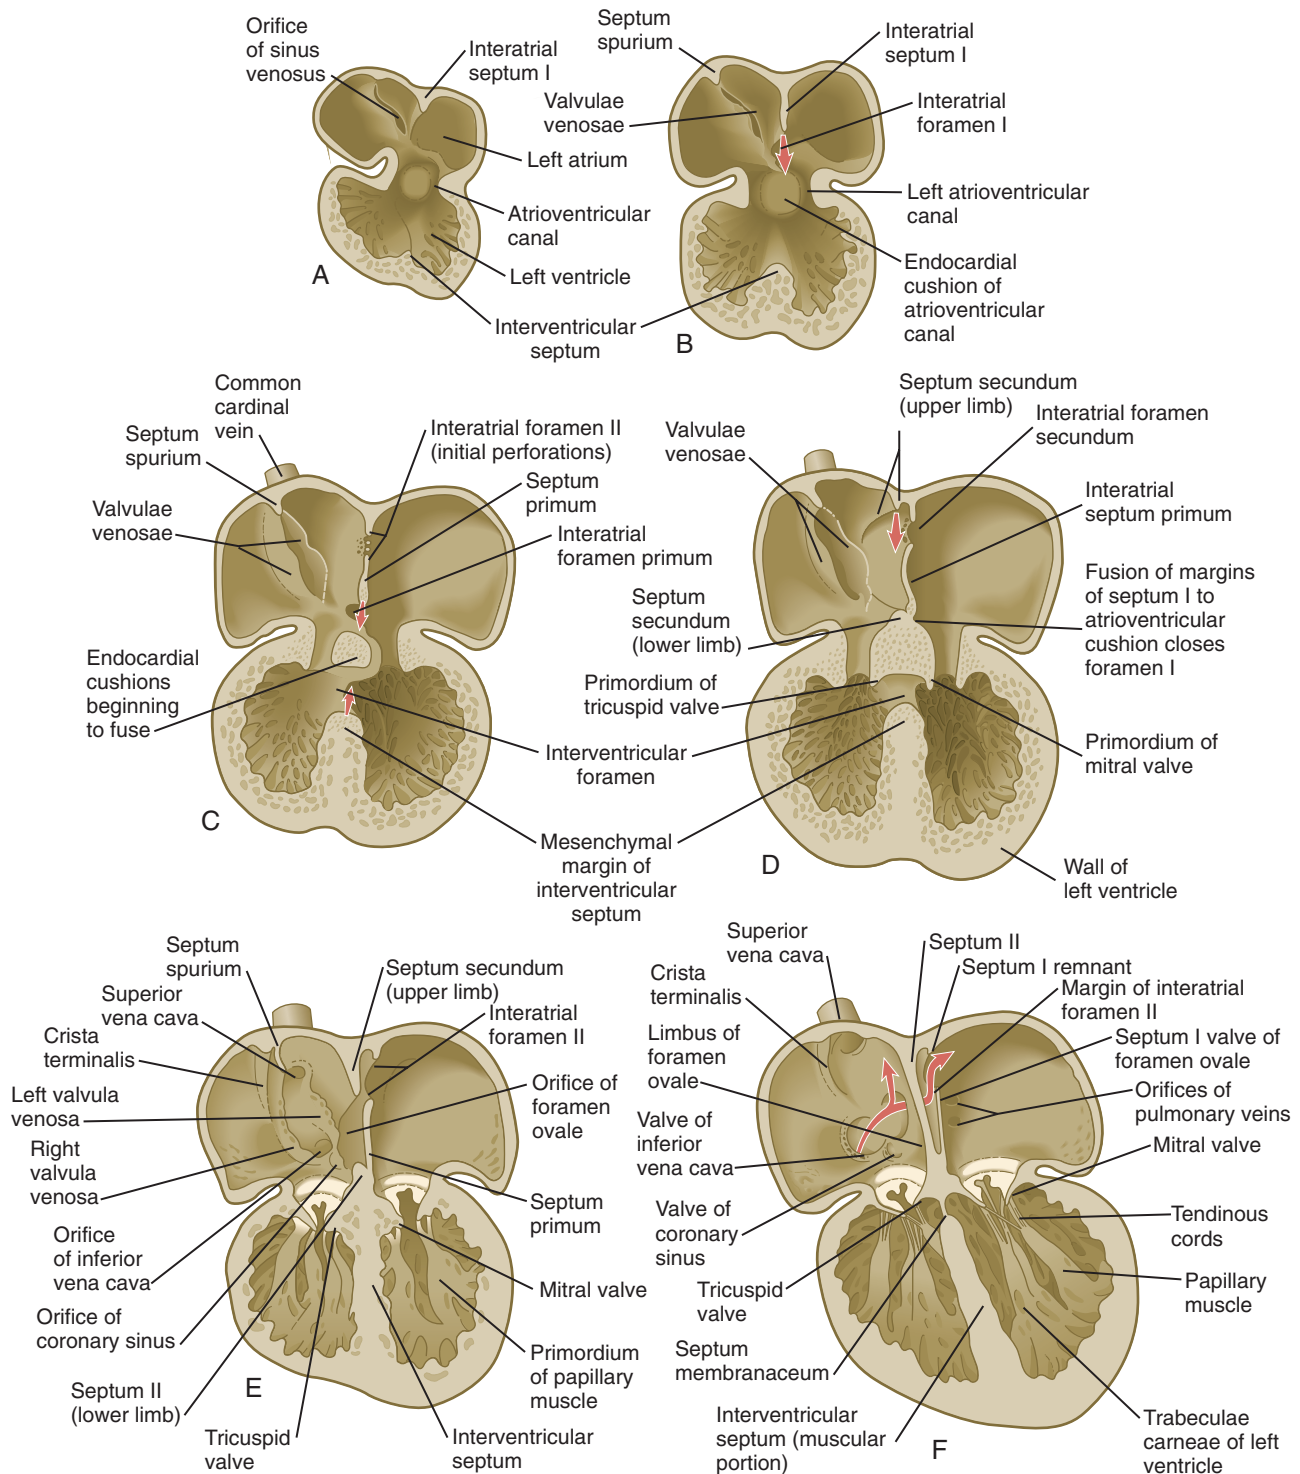 Orifice
of sinus
venosus
Interatrial
septum I
Left atrium
Atrioventricular
canal
Left ventricle
Interventricular
septum
A
Septum
spurium
Interatrial
septum I
Valvulae
venosae
Interatrial
foramen I
Left atrioventricular
canal
Endocardial
cushion of
atrioventricular
canal
B
Common
cardinal
vein
Septum
spurium
Interatrial foramen II
(initial perforations)
Septum
primum
Valvulae
venosae
Interatrial
foramen primum
Endocardial
cushions
beginning
to fuse
Interventricular
foramen
C
Mesenchymal
margin of
interventricular
septum
Septum secundum
(upper limb)
Interatrial foramen
secundum
Valvulae
venosae
Interatrial
septum primum
Septum
secundum
(lower limb)
Fusion of margins
of septum I to
atrioventricular
cushion closes
foramen I
Primordium of
tricuspid valve
Primordium of
mitral valve
D
Wall of
left ventricle
Septum
spurium
Superior
vena cava
Crista
terminalis
Left valvula
venosa
Right
valvula
venosa
Orifice
of inferior
vena cava
Orifice of
coronary sinus
Septum II
(lower limb)
Tricuspid
valve
E
Septum secundum
(upper limb)
Interatrial
foramen II
Orifice of
foramen
ovale
Septum
primum
Mitral valve
Primordium
of papillary
muscle
Interventricular
septum
Superior
vena cava
Septum II
Septum I remnant
Crista
terminalis
Margin of interatrial
foramen II
Limbus of
foramen
ovale
Septum I valve of
foramen ovale
Orifices of
pulmonary veins
Valve of
inferior
vena cava
Mitral valve
Valve of
coronary
sinus
Tendinous
cords
Tricuspid
valve
Papillary
muscle
Septum
membranaceum
Interventricular
septum (muscular
portion)
F
Trabeculae
carneae of left
ventricle